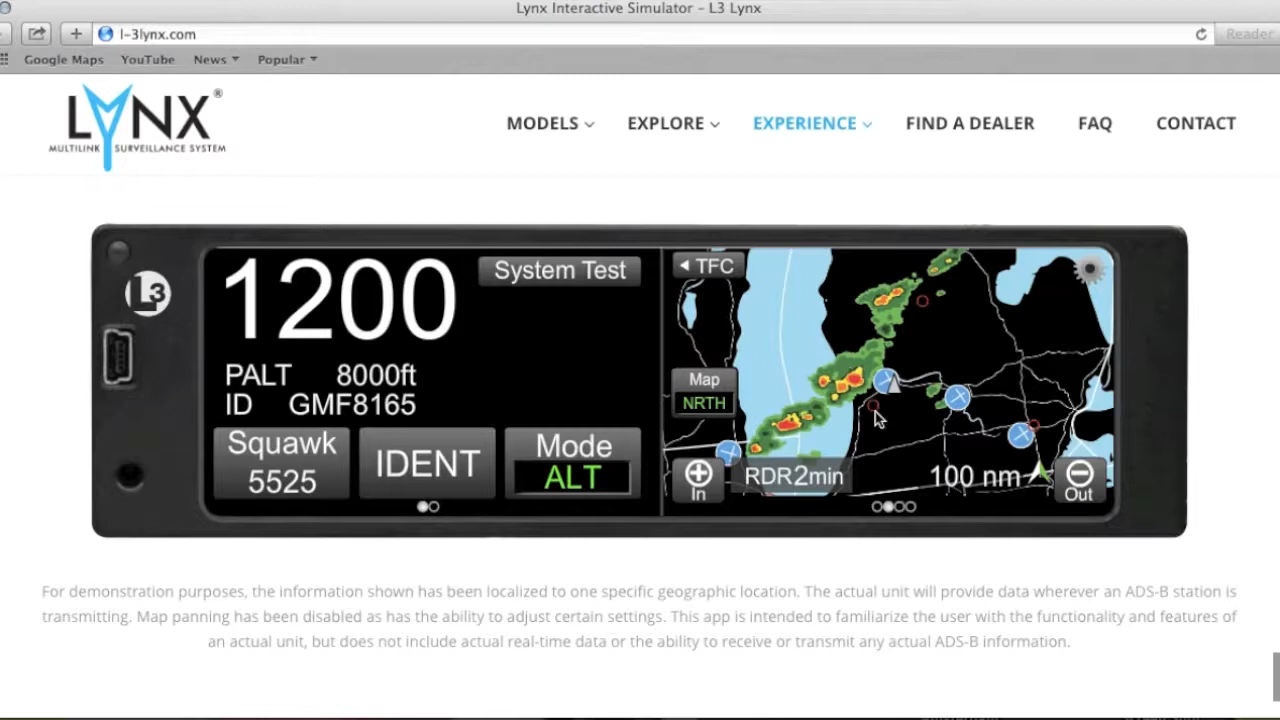 Lynx Interactive Simulator - L3 Lynx
l-3lynx.com
Reader
Google Maps YouTube News Popular
LYNX®
MULTILINK SURVEILLANCE SYSTEM
MODELS EXPLORE EXPERIENCE FIND A DEALER FAQ CONTACT
L3
1200
System Test
PALT 8000ft
ID GMF8165
Squawk
5525
IDENT
Mode
ALT
TFC
Map
NRTH
In
RDR2min
100 nm
Out
For demonstration purposes, the information shown has been localized to one specific geographic location. The actual unit will provide data wherever an ADS-B station is
transmitting. Map panning has been disabled as has the ability to adjust certain settings. This app is intended to familiarize the user with the functionality and features of
an actual unit, but does not include actual real-time data or the ability to receive or transmit any actual ADS-B information.